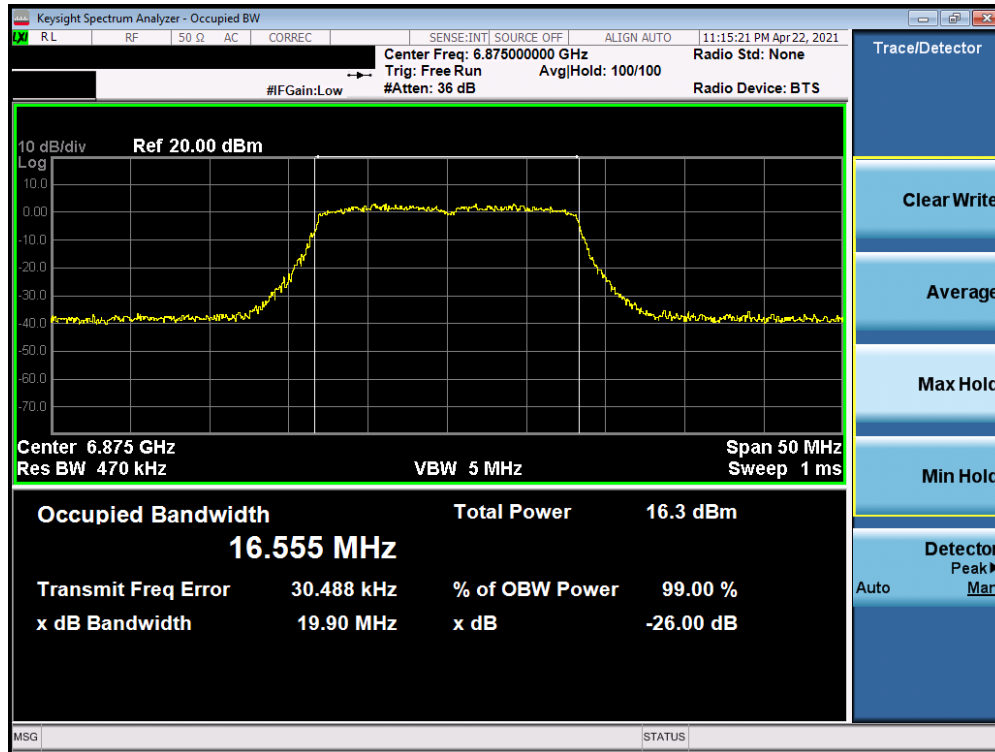 Keysight Spectrum Analyzer - Occupied BW
LXI RL RF 50 Ω AC CORREC SENSE:INT SOURCE OFF ALIGN AUTO 11:15:21 PM Apr 22, 2021
Center Freq: 6.875000000 GHz Radio Std: None
Trig: Free Run Avg|Hold: 100/100
#IFGain:Low #Atten: 36 dB Radio Device: BTS
10 dB/div Ref 20.00 dBm
Log
10.0
0.00
-10.0
-20.0
-30.0
-40.0
-50.0
-60.0
-70.0
Center 6.875 GHz Span 50 MHz
Res BW 470 kHz VBW 5 MHz Sweep 1 ms
Occupied Bandwidth Total Power 16.3 dBm
16.555 MHz
Transmit Freq Error 30.488 kHz % of OBW Power 99.00 %
x dB Bandwidth 19.90 MHz x dB -26.00 dB
MSG STATUS
Trace/Detector
Clear Write
Average
Max Hold
Min Hold
Detector
Peak
Auto Man